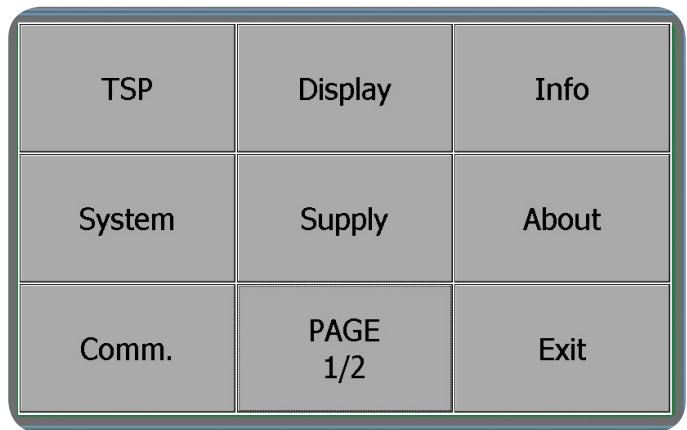 TSP
Display
Info
System
Supply
About
Comm.
PAGE
1/2
Exit